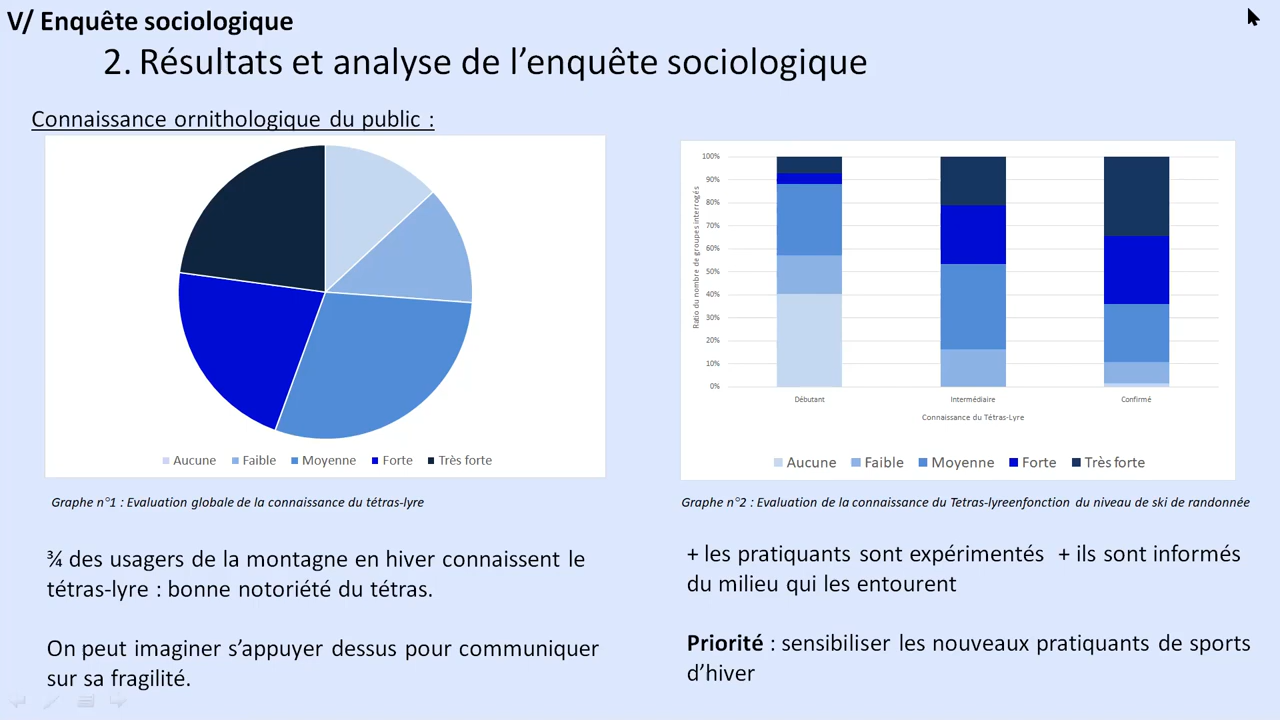 V/ Enquête sociologique
2. Résultats et analyse de l’enquête sociologique
Connaissance ornithologique du public :
Aucune Faible Moyenne Forte Très forte
Graphe n°1 : Evaluation globale de la connaissance du tétras-lyre
¾ des usagers de la montagne en hiver connaissent le
tétras-lyre : bonne notoriété du tétras.
On peut imaginer s’appuyer dessus pour communiquer
sur sa fragilité.
Ratio du nombre de groupes interrogés
100%
90%
80%
70%
60%
50%
40%
30%
20%
10%
0%
Débutant Intermédiaire Confirmé
Connaissance du Tétras-Lyre
Aucune Faible Moyenne Forte Très forte
Graphe n°2 : Evaluation de la connaissance du Tetras-lyreenfonction du niveau de ski de randonnée
+ les pratiquants sont expérimentés + ils sont informés
du milieu qui les entourent
Priorité : sensibiliser les nouveaux pratiquants de sports
d’hiver